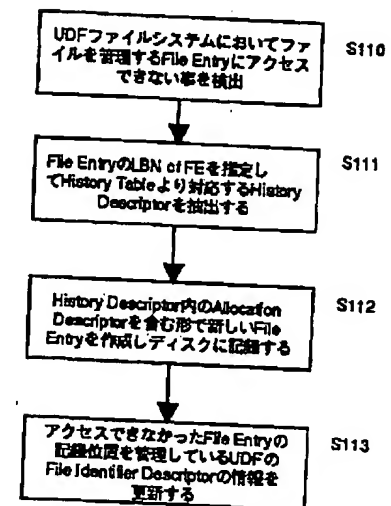 UDFファイルシステムにおいてファ
イルを管理するFile Entryにアクセス
できない事を検出
S110
File EntryのLBN of FEを指定し
てHistory Tableより対応するHistory
Descriptorを抽出する
S111
History Descriptor内のAllocation
Descriptorを含む形で新しいFile
Entryを作成しディスクに記録する
S112
アクセスできなかったFile Entryの
記録位置を管理しているUDFの
File Identifier Descriptorの情報を
更新する
S113